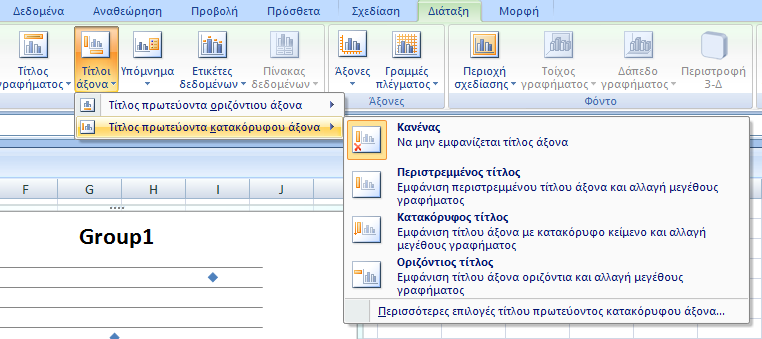 Δεδομένα Αναθεώρηση Προβολή Πρόσθετα Σχεδίαση Διάταξη Μορφή
Τίτλος γραφήματος
Τίτλοι άξονα
Υπόμνημα
Ετικέτες δεδομένων
Πίνακας δεδομένων
Άξονες
Γραμμές πλέγματος
Περιοχή σχεδίασης
Τοίχος γραφήματος
Δάπεδο γραφήματος
Περιστροφή 3-Δ
Άξονες
Φόντο
Τίτλος πρωτεύοντα οριζόντιου άξονα
Τίτλος πρωτεύοντα κατακόρυφου άξονα
Κανένας
Να μην εμφανίζεται τίτλος άξονα
Περιστρεμμένος τίτλος
Εμφάνιση περιστρεμμένου τίτλου άξονα και αλλαγή μεγέθους
γραφήματος
Κατακόρυφος τίτλος
Εμφάνιση τίτλου άξονα με κατακόρυφο κείμενο και αλλαγή
μεγέθους γραφήματος
Οριζόντιος τίτλος
Εμφάνιση τίτλου άξονα οριζόντια και αλλαγή μεγέθους
γραφήματος
Περισσότερες επιλογές τίτλου πρωτεύοντος κατακόρυφου άξονα...
F G H I J
Group1